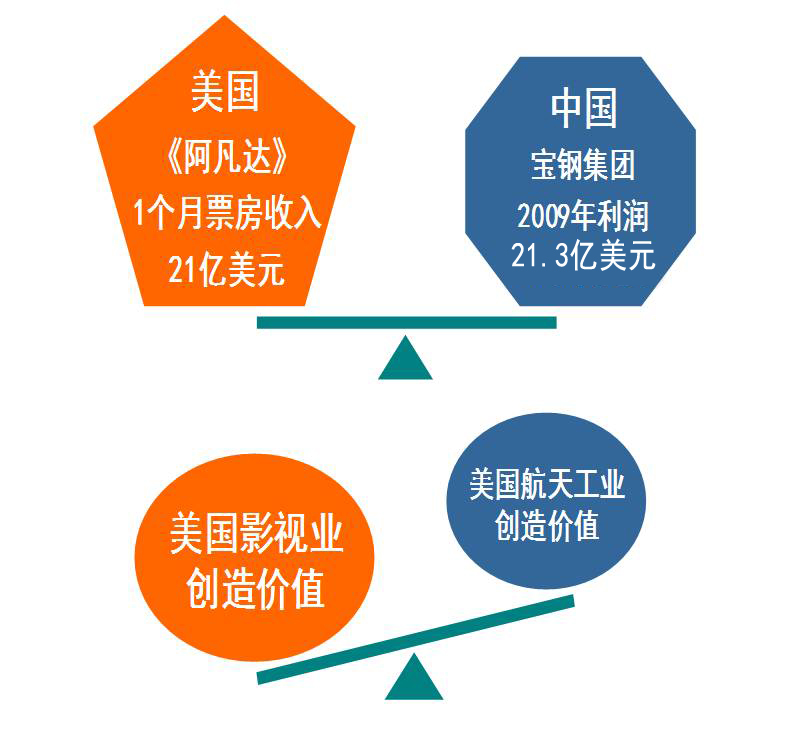 美国
《阿凡达》
1个月票房收入
21亿美元
中国
宝钢集团
2009年利润
21.3亿美元
美国影视业
创造价值
美国航天工业
创造价值